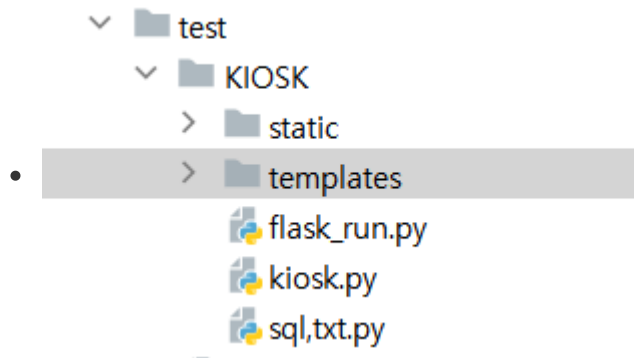 test
KIOSK
static
templates
flask_run.py
kiosk.py
sql,txt.py